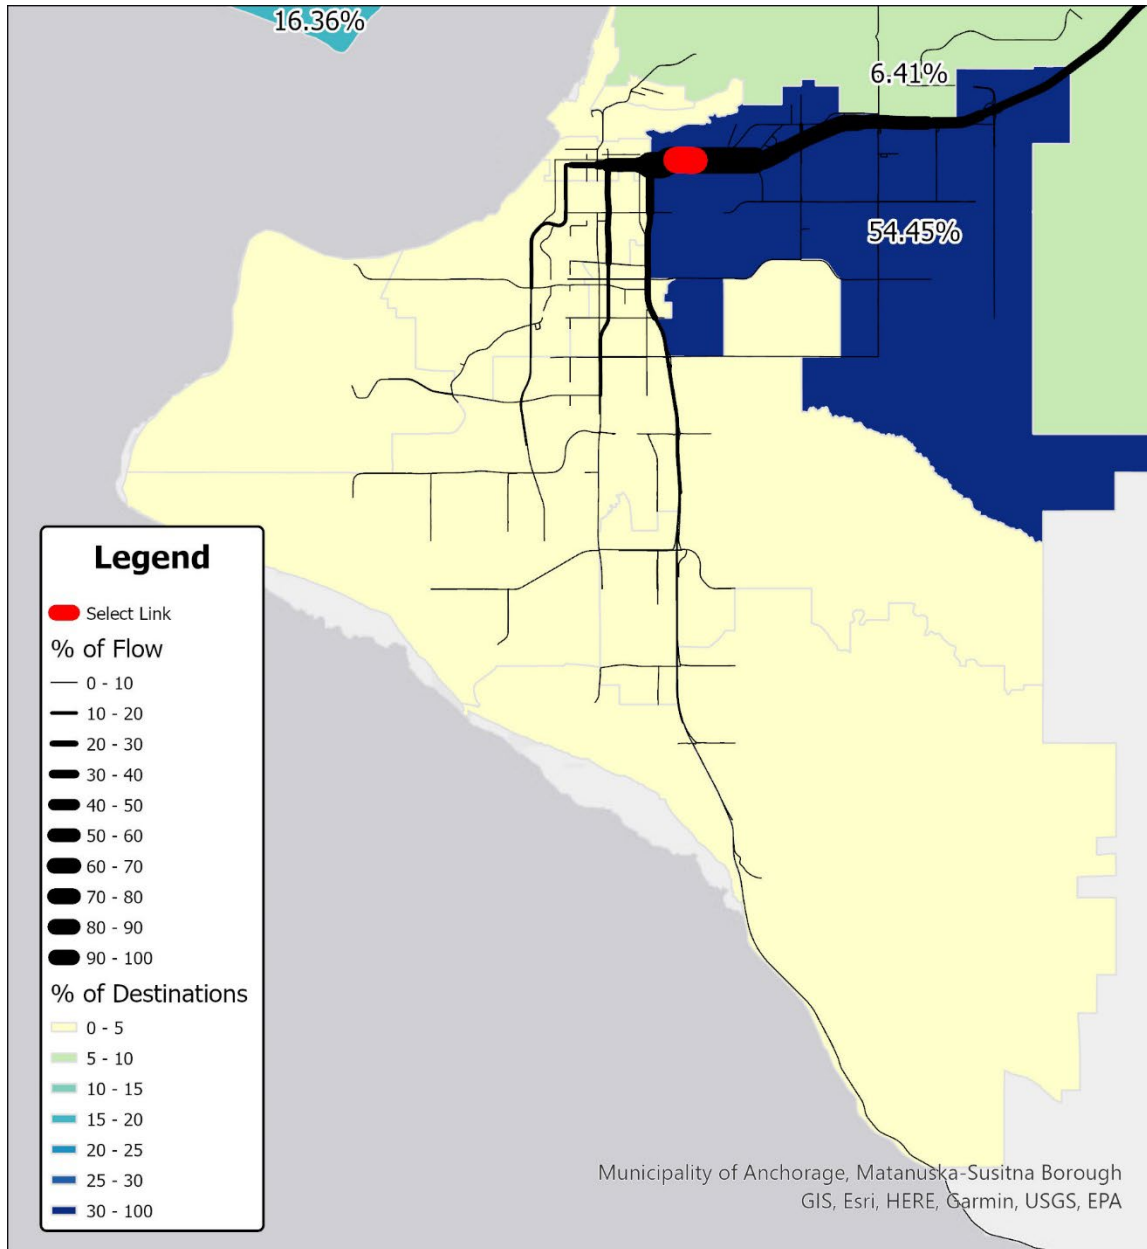 16.36%
6.41%
54.45%
Legend
Select Link
% of Flow
0 - 10
10 - 20
20 - 30
30 - 40
40 - 50
50 - 60
60 - 70
70 - 80
80 - 90
90 - 100
% of Destinations
0 - 5
5 - 10
10 - 15
15 - 20
20 - 25
25 - 30
30 - 100
Municipality of Anchorage, Matanuska-Susitna Borough
GIS, Esri, HERE, Garmin, USGS, EPA